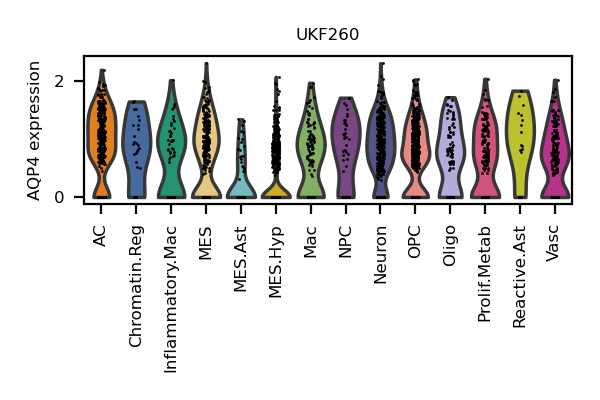 UKF260
AQP4 expression
2
0
AC
Chromatin.Reg
Inflammatory.Mac
MES
MES.Ast
MES.Hyp
Mac
NPC
Neuron
OPC
Oligo
Prolif.Metab
Reactive.Ast
Vasc